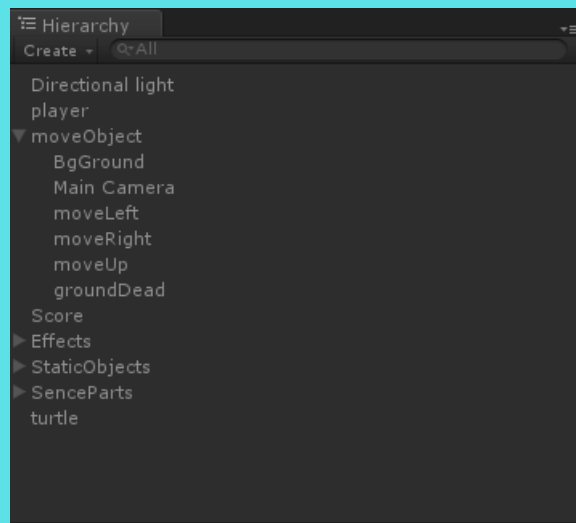 Hierarchy
Create All
Directional light
player
moveObject
BgGround
Main Camera
moveLeft
moveRight
moveUp
groundDead
Score
Effects
StaticObjects
SenceParts
turtle